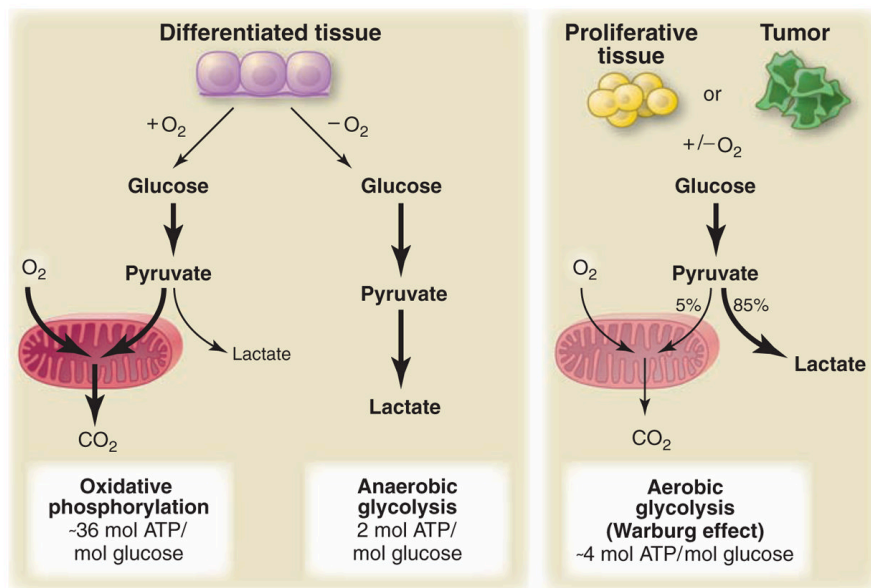 Differentiated tissue
+O2
−O2
Glucose
Glucose
O2
Pyruvate
Pyruvate
Lactate
Lactate
CO2
Oxidative
phosphorylation
~36 mol ATP/
mol glucose
Anaerobic
glycolysis
2 mol ATP/
mol glucose
Proliferative
tissue
or
Tumor
+/−O2
Glucose
O2
Pyruvate
5%
85%
Lactate
CO2
Aerobic
glycolysis
(Warburg effect)
~4 mol ATP/mol glucose